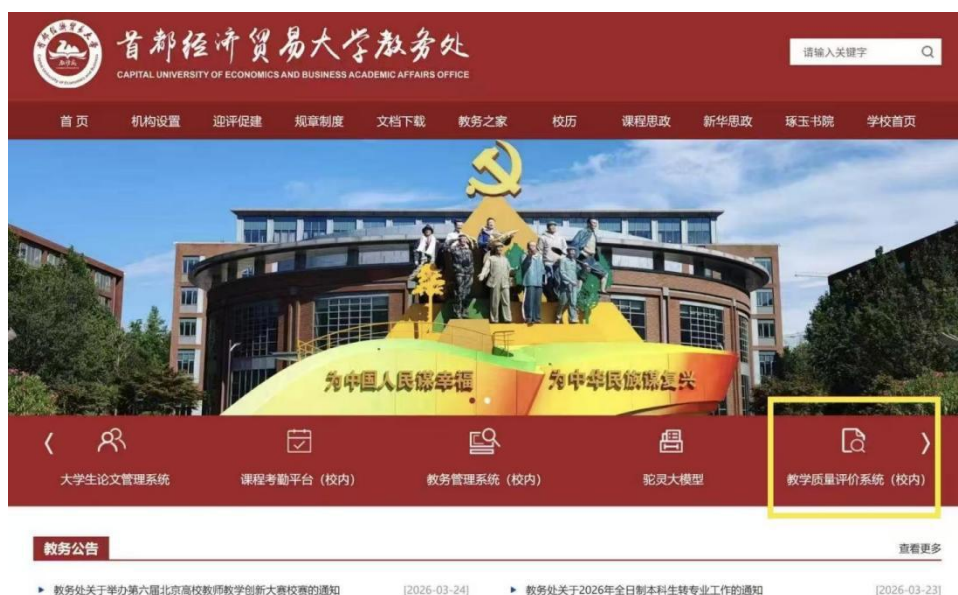 首都经济贸易大学教务处
CAPITAL UNIVERSITY OF ECONOMICS AND BUSINESS ACADEMIC AFFAIRS OFFICE
请输入关键字
首页 机构设置 迎评促建 规章制度 文档下载 教务之家 校历 课程思政 新华思政 琢玉书院 学校首页
为中国人民谋幸福 为中华民族谋复兴
大学生论文管理系统 课程考勤平台（校内） 教务管理系统（校内） 驼灵大模型 教学质量评价系统（校内）
教务公告 查看更多
教务处关于举办第六届北京高校教师教学创新大赛校赛的通知 [2026-03-24] 教务处关于2026年全日制本科生转专业工作的通知 [2026-03-23]